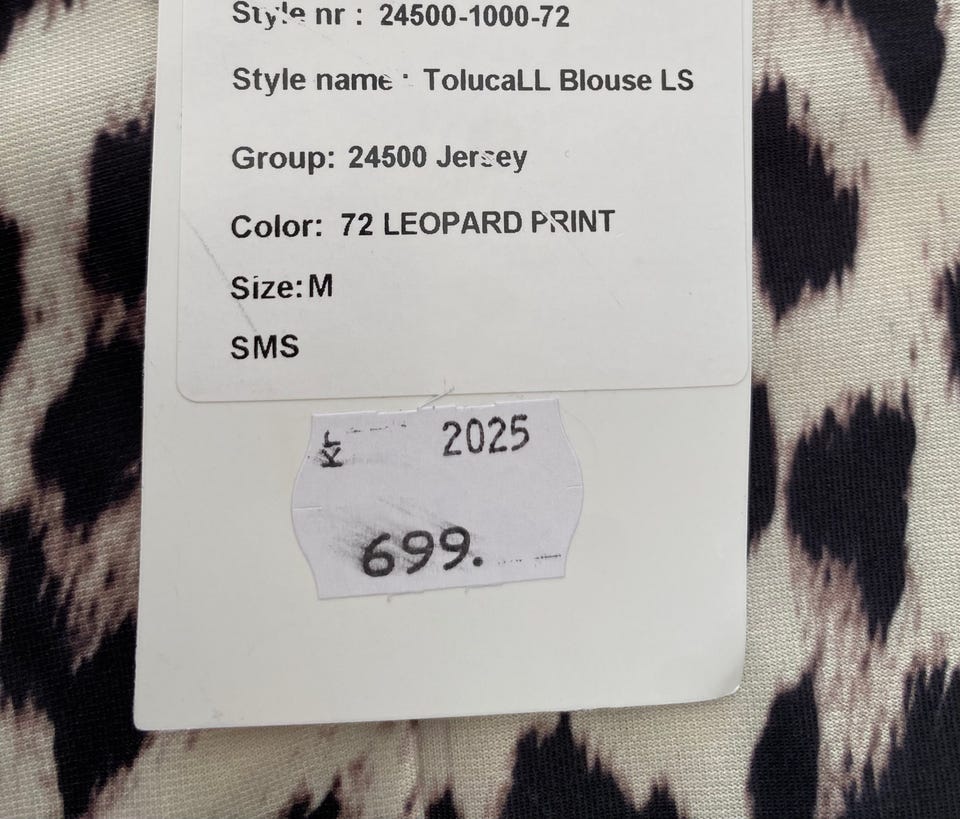 Style nr : 24500-1000-72
Style name : TolucaLL Blouse LS
Group: 24500 Jersey
Color: 72 LEOPARD PRINT
Size: M
SMS
Kr 2025
699.